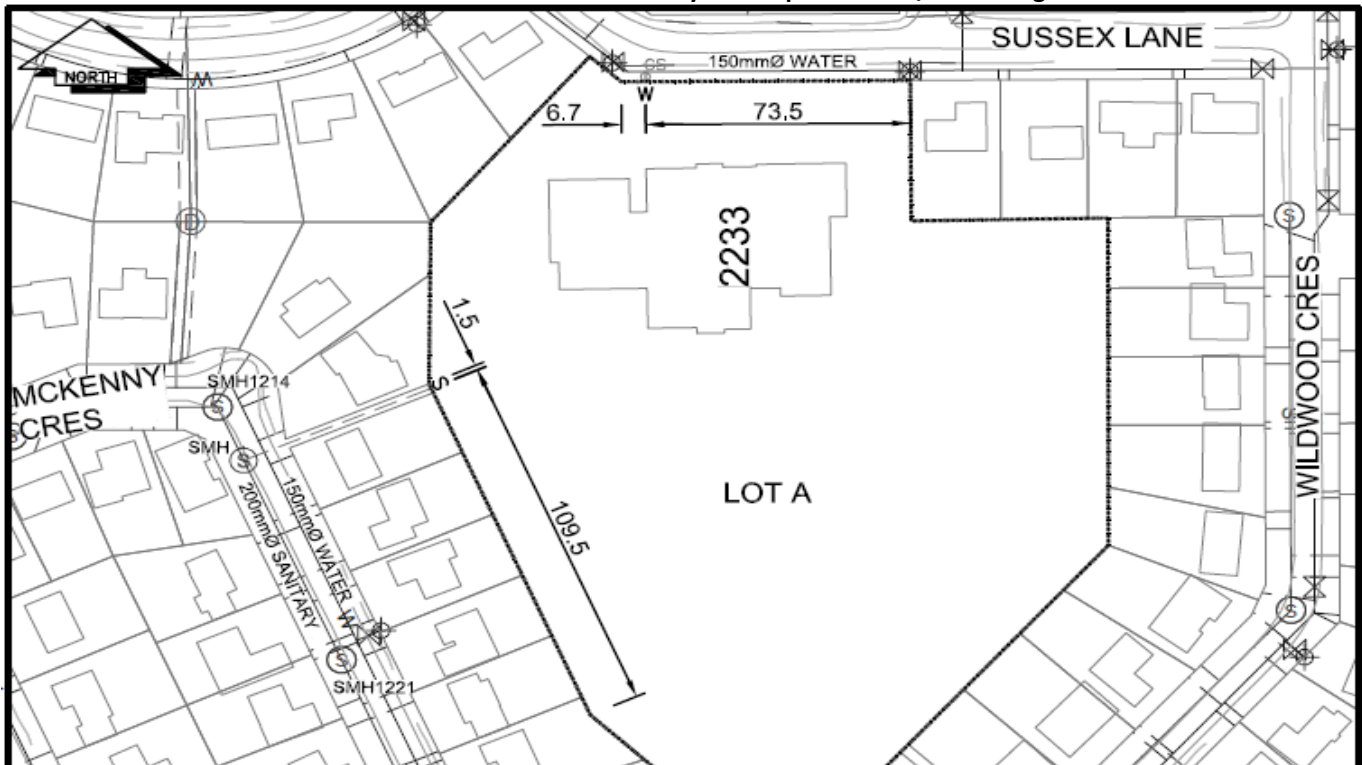 SUSSEX LANE
150mmØ WATER
NORTH
CS
W
W
6.7
73.5
D
2233
S
1.5
WILDWOOD CRES
MCKENNY
CRES
SMH1214
S
S
S
S
SMH
S
LOT A
109.5
150mmØ WATER
W
200mmØ SANITARY
S
S
SMH1221